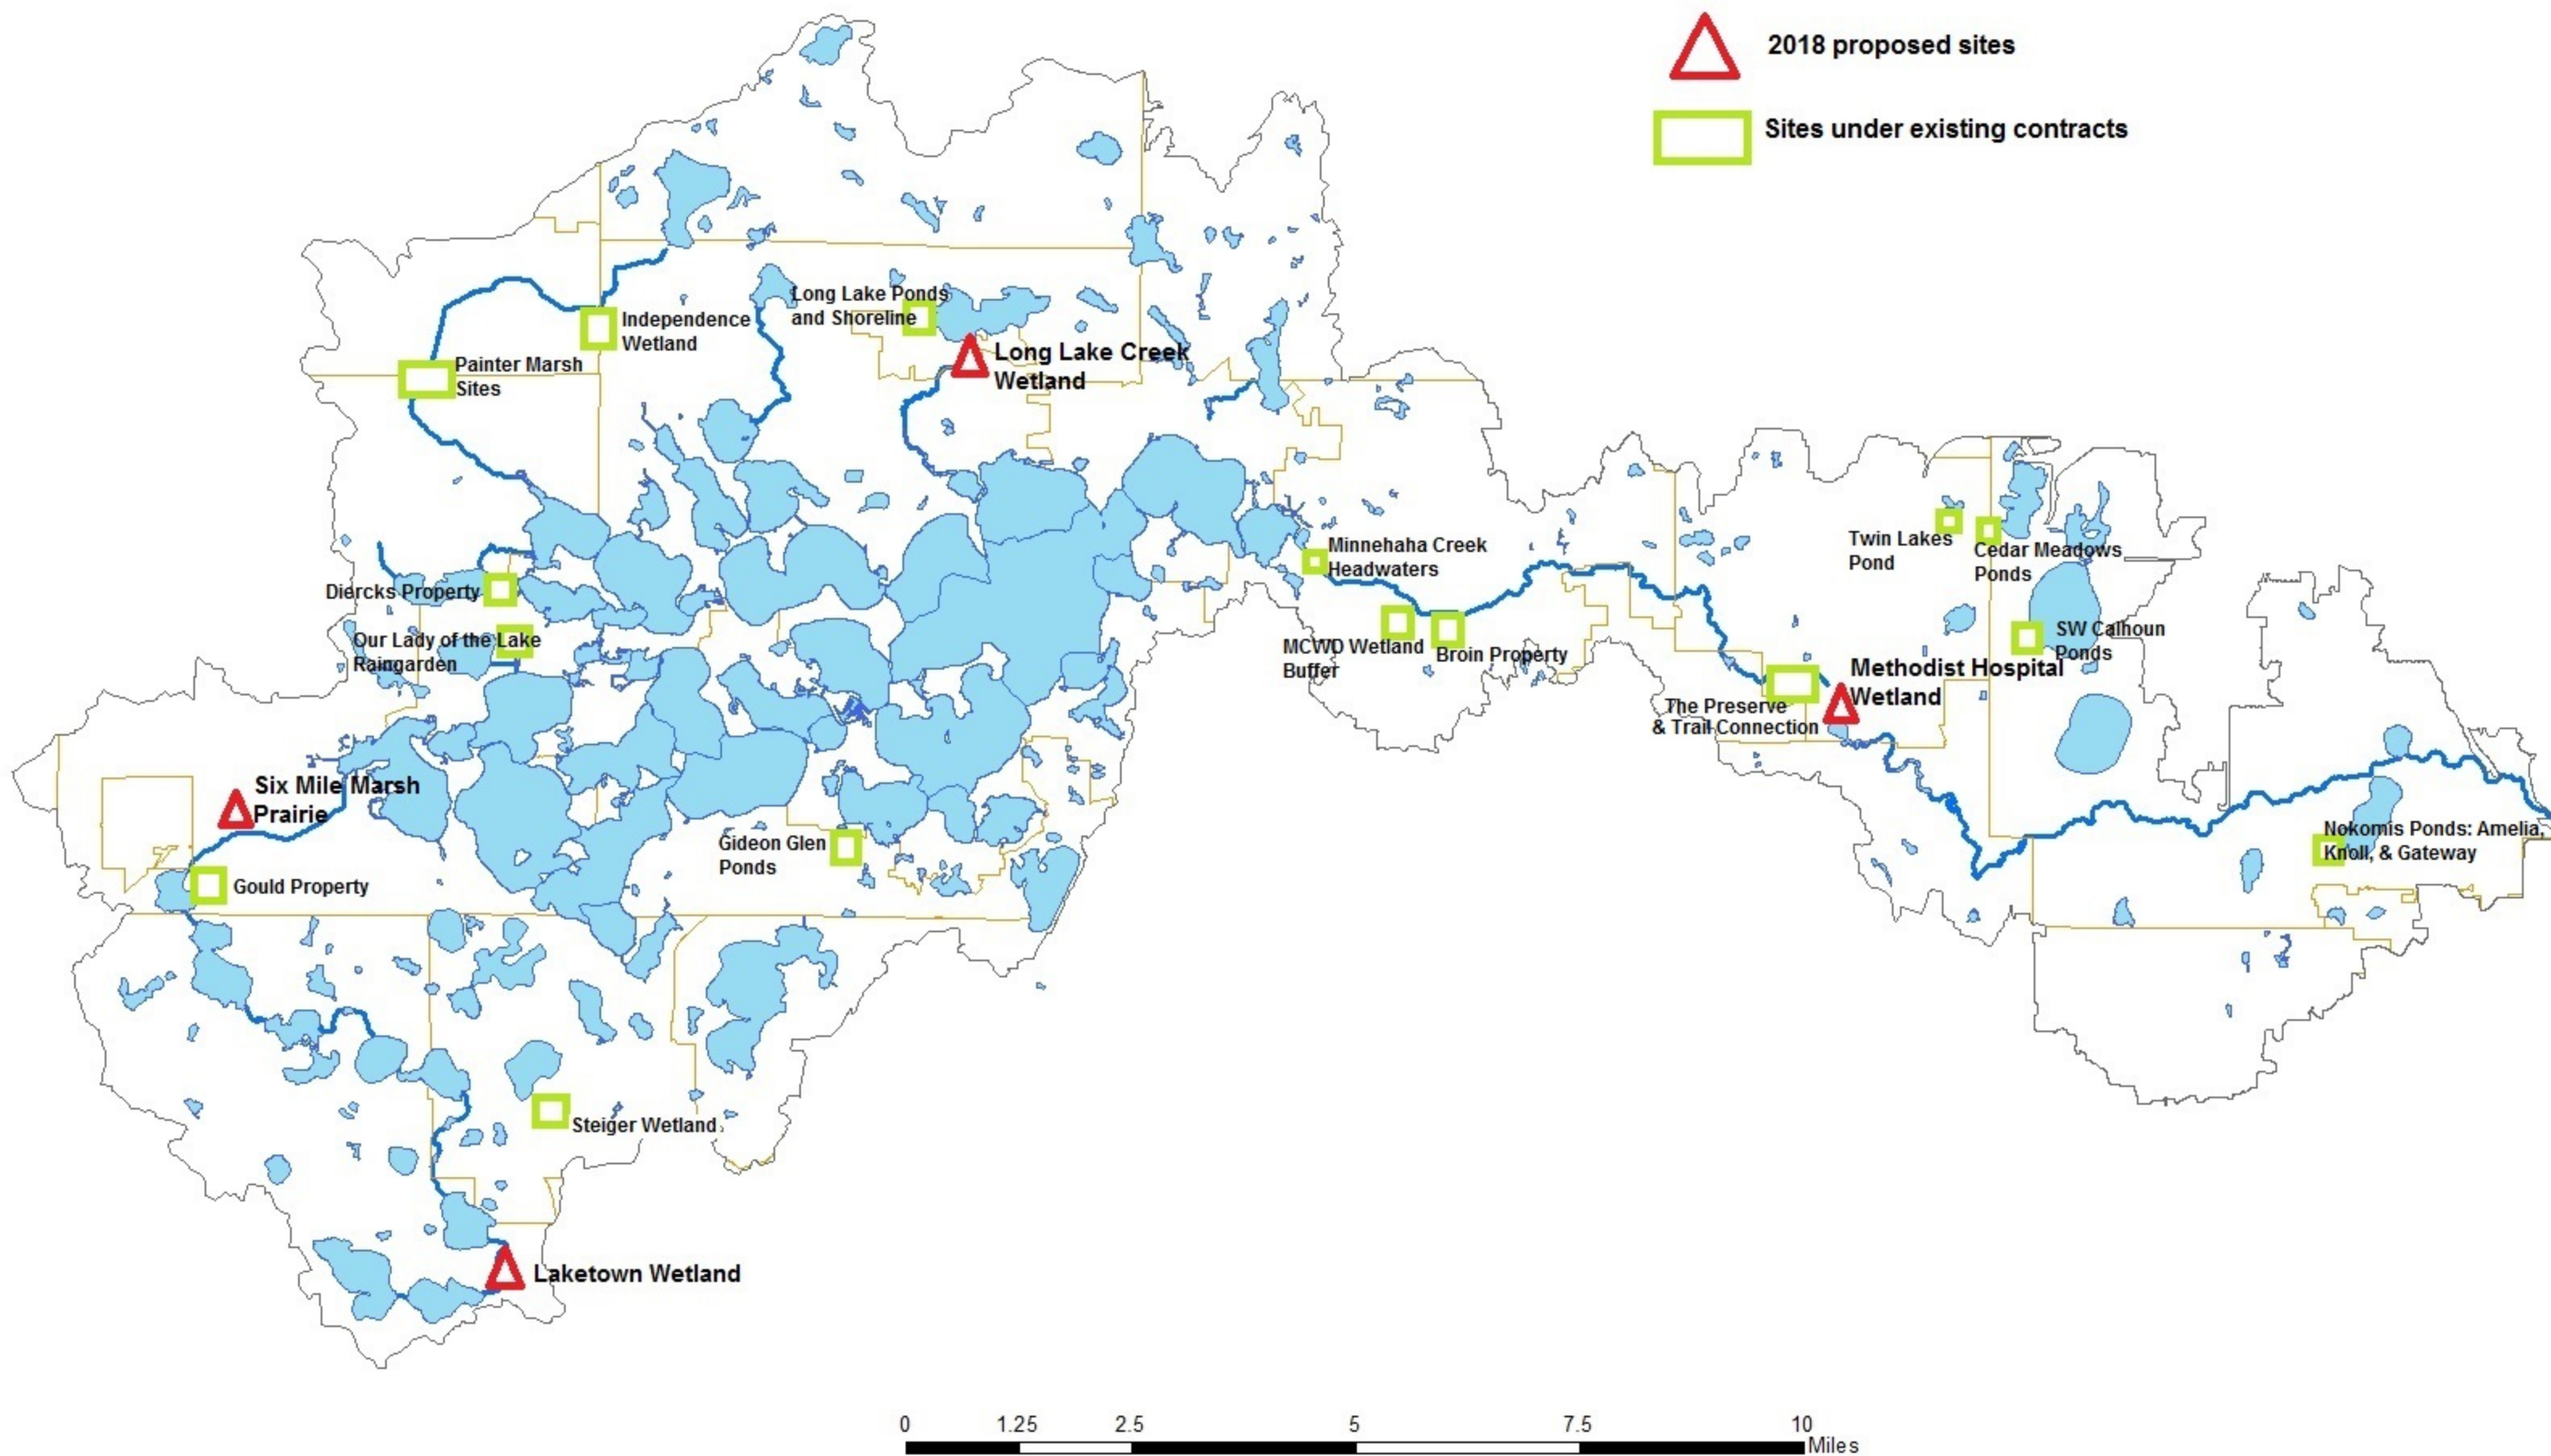 2018 proposed sites
Sites under existing contracts
Long Lake Ponds
and Shoreline
Independence
Wetland
Long Lake Creek
Wetland
Painter Marsh
Sites
Twin Lakes
Pond
Cedar Meadows
Ponds
Minnehaha Creek
Headwaters
Diercks Property
Our Lady of the Lake
Raingarden
MCWD Wetland
Buffer
Broin Property
SW Calhoun
Ponds
Methodist Hospital
Wetland
The Preserve
& Trail Connection
Six Mile Marsh
Prairie
Gideon Glen
Ponds
Nokomis Ponds: Amelia,
Knoll, & Gateway
Gould Property
Steiger Wetland
Laketown Wetland
0 1.25 2.5 5 7.5 10
Miles